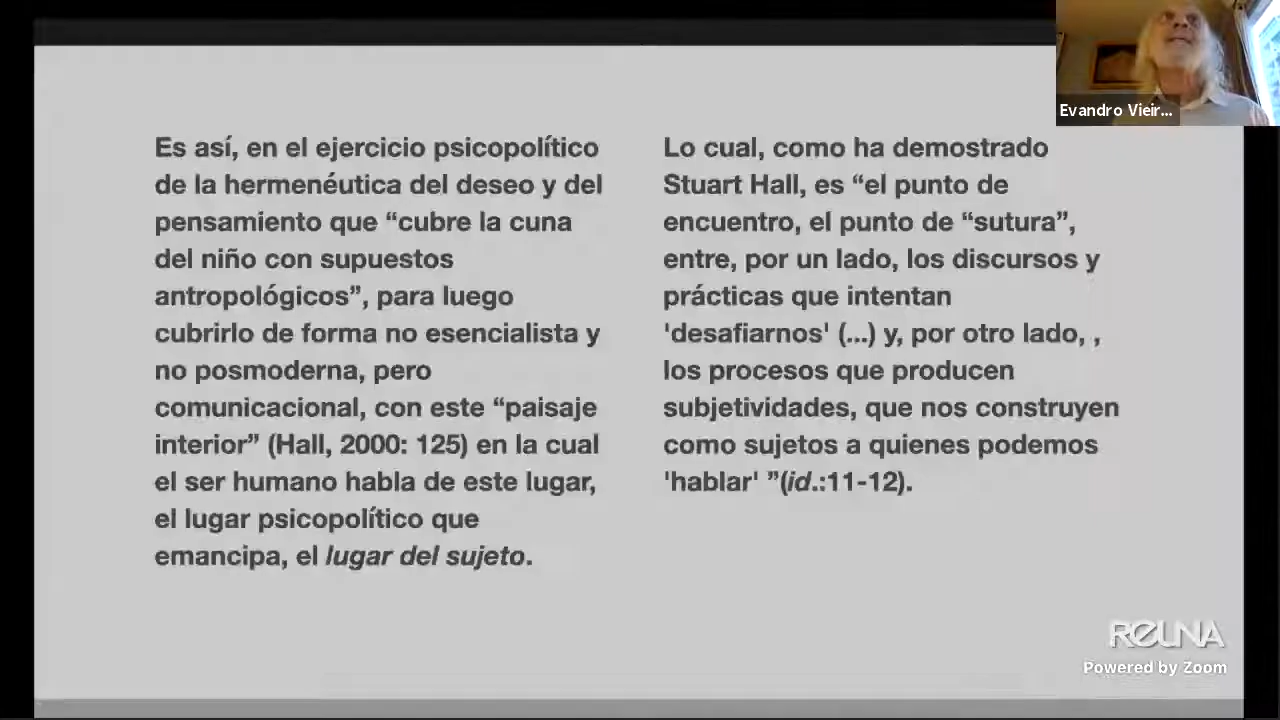 Evandro Vieir...
Es así, en el ejercicio psicopolítico
de la hermenéutica del deseo y del
pensamiento que “cubre la cuna
del niño con supuestos
antropológicos”, para luego
cubrirlo de forma no esencialista y
no posmoderna, pero
comunicacional, con este “paisaje
interior” (Hall, 2000: 125) en la cual
el ser humano habla de este lugar,
el lugar psicopolítico que
emancipa, el lugar del sujeto.
Lo cual, como ha demostrado
Stuart Hall, es “el punto de
encuentro, el punto de “sutura”,
entre, por un lado, los discursos y
prácticas que intentan
'desafiarnos' (...) y, por otro lado, ,
los procesos que producen
subjetividades, que nos construyen
como sujetos a quienes podemos
'hablar' ”(id.:11-12).
REUNA
Powered by Zoom